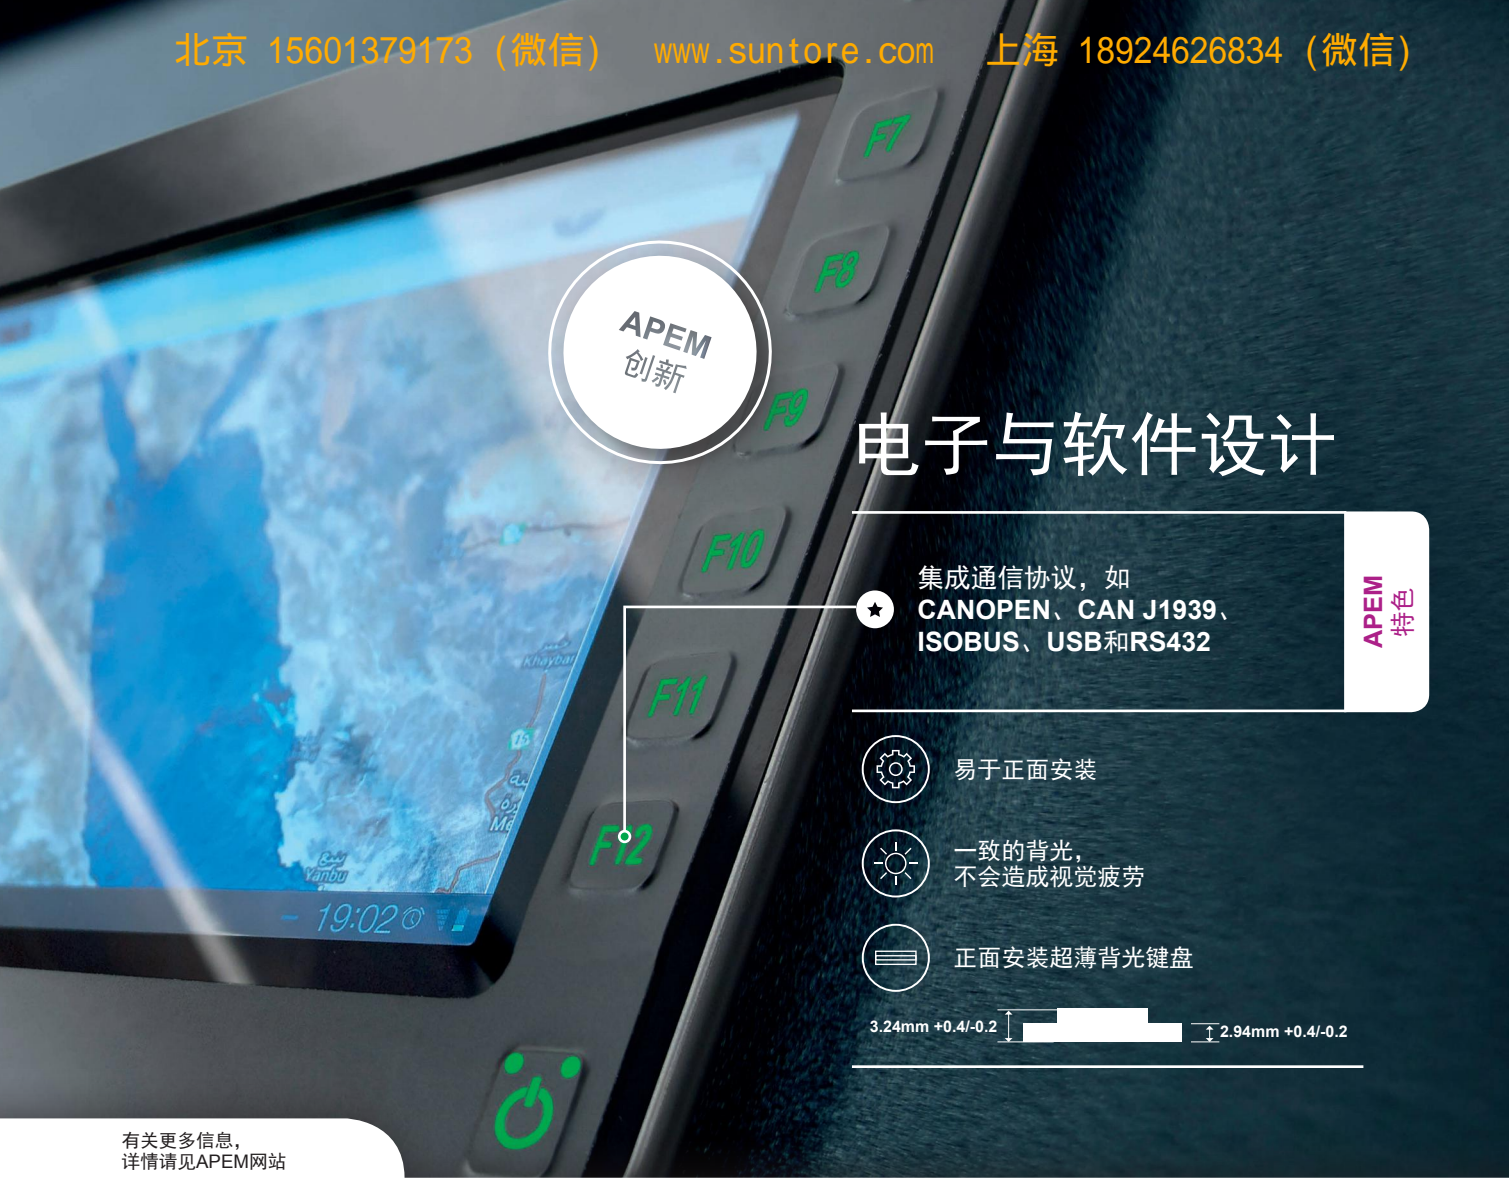 北京 15601379173（微信） www.suntore.com 上海 18924626834（微信）
F7
F8
APEM
创新
F9
电子与软件设计
F10
集成通信协议，如
CANOPEN、CAN J1939、
ISOBUS、USB和RS432
APEM
特色
Khaybar
F11
15
易于正面安装
F12
一致的背光，
不会造成视觉疲劳
ينبع
Yanbu
19:02
正面安装超薄背光键盘
3.24mm +0.4/-0.2
2.94mm +0.4/-0.2
有关更多信息，
详情请见APEM网站